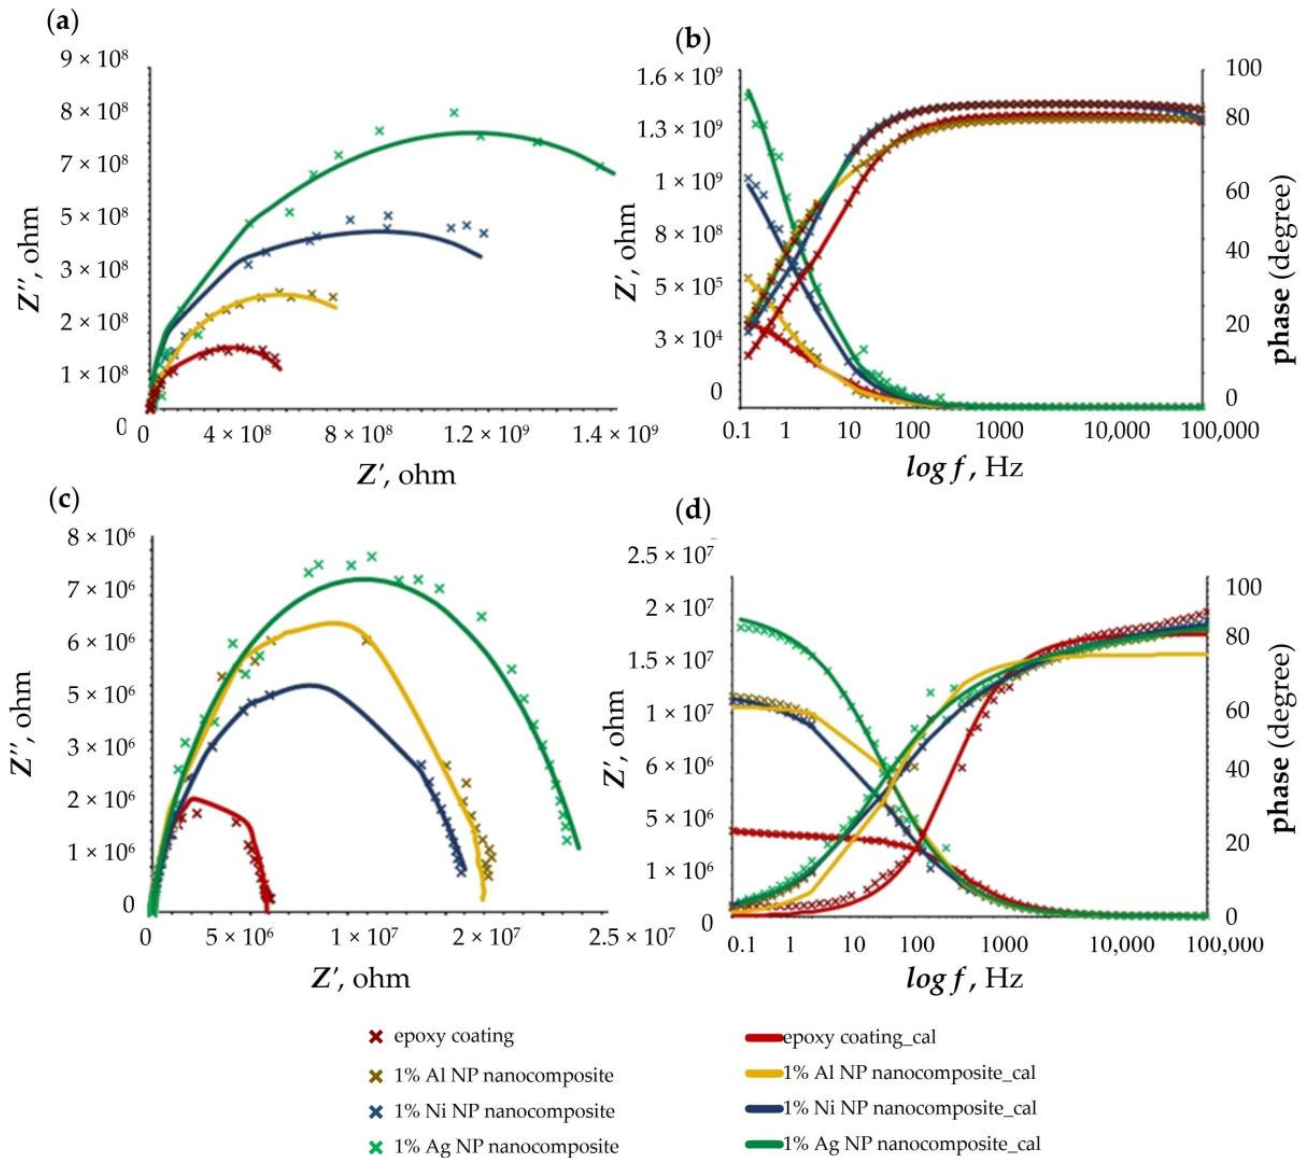 (a)
9 × 10⁸
8 × 10⁸
7 × 10⁸
5 × 10⁸
3 × 10⁸
2 × 10⁸
1 × 10⁸
0
Z″, ohm
0 4 × 10⁸ 8 × 10⁸ 1.2 × 10⁹ 1.4 × 10⁹
Z′, ohm
(b)
1.6 × 10⁹
1.3 × 10⁹
1 × 10⁹
8 × 10⁸
5 × 10⁵
3 × 10⁴
0
Z′, ohm
100
80
60
40
20
0
phase (degree)
0.1 1 10 100 1000 10,000 100,000
log f, Hz
(c)
8 × 10⁶
7 × 10⁶
6 × 10⁶
5 × 10⁶
3 × 10⁶
2 × 10⁶
1 × 10⁶
0
Z″, ohm
0 5 × 10⁶ 1 × 10⁷ 2 × 10⁷ 2.5 × 10⁷
Z′, ohm
(d)
2.5 × 10⁷
2 × 10⁷
1.5 × 10⁷
1 × 10⁷
6 × 10⁶
5 × 10⁶
1 × 10⁶
0
Z′, ohm
100
80
60
40
20
0
phase (degree)
0.1 1 10 100 1000 10,000 100,000
log f, Hz
epoxy coating
1% Al NP nanocomposite
1% Ni NP nanocomposite
1% Ag NP nanocomposite
epoxy coating_cal
1% Al NP nanocomposite_cal
1% Ni NP nanocomposite_cal
1% Ag NP nanocomposite_cal